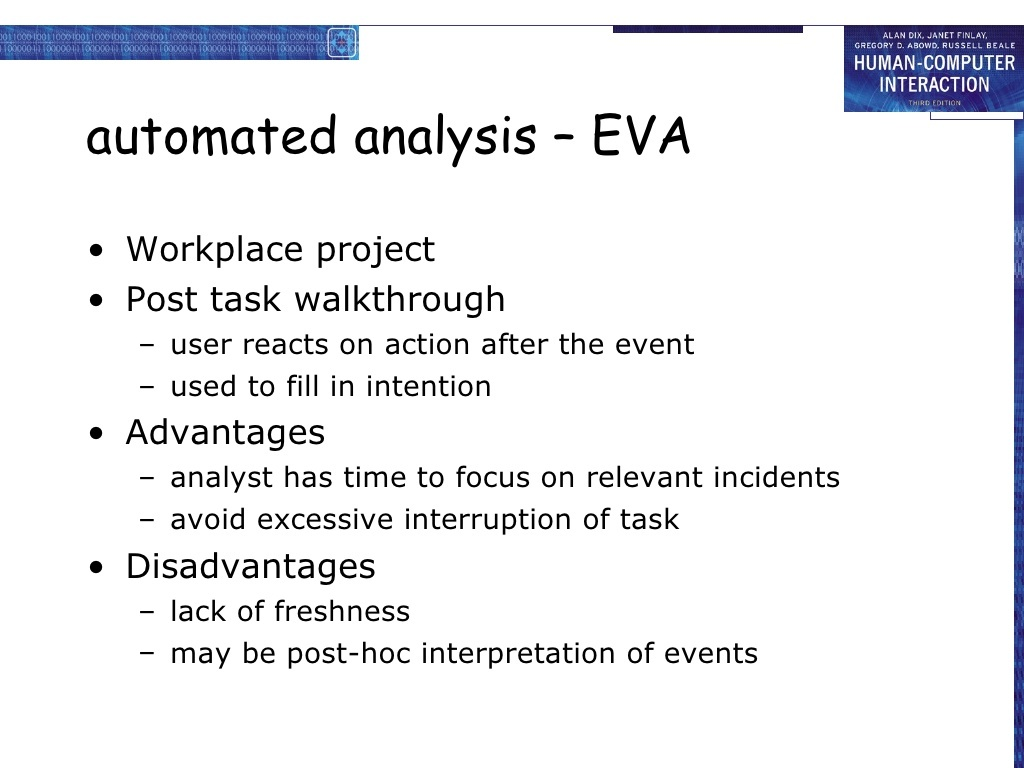 ALAN DIX, JANET FINLAY,
GREGORY D. ABOWD, RUSSELL BEALE
HUMAN-COMPUTER
INTERACTION
THIRD EDITION
automated analysis – EVA
• Workplace project
• Post task walkthrough
– user reacts on action after the event
– used to fill in intention
• Advantages
– analyst has time to focus on relevant incidents
– avoid excessive interruption of task
• Disadvantages
– lack of freshness
– may be post-hoc interpretation of events